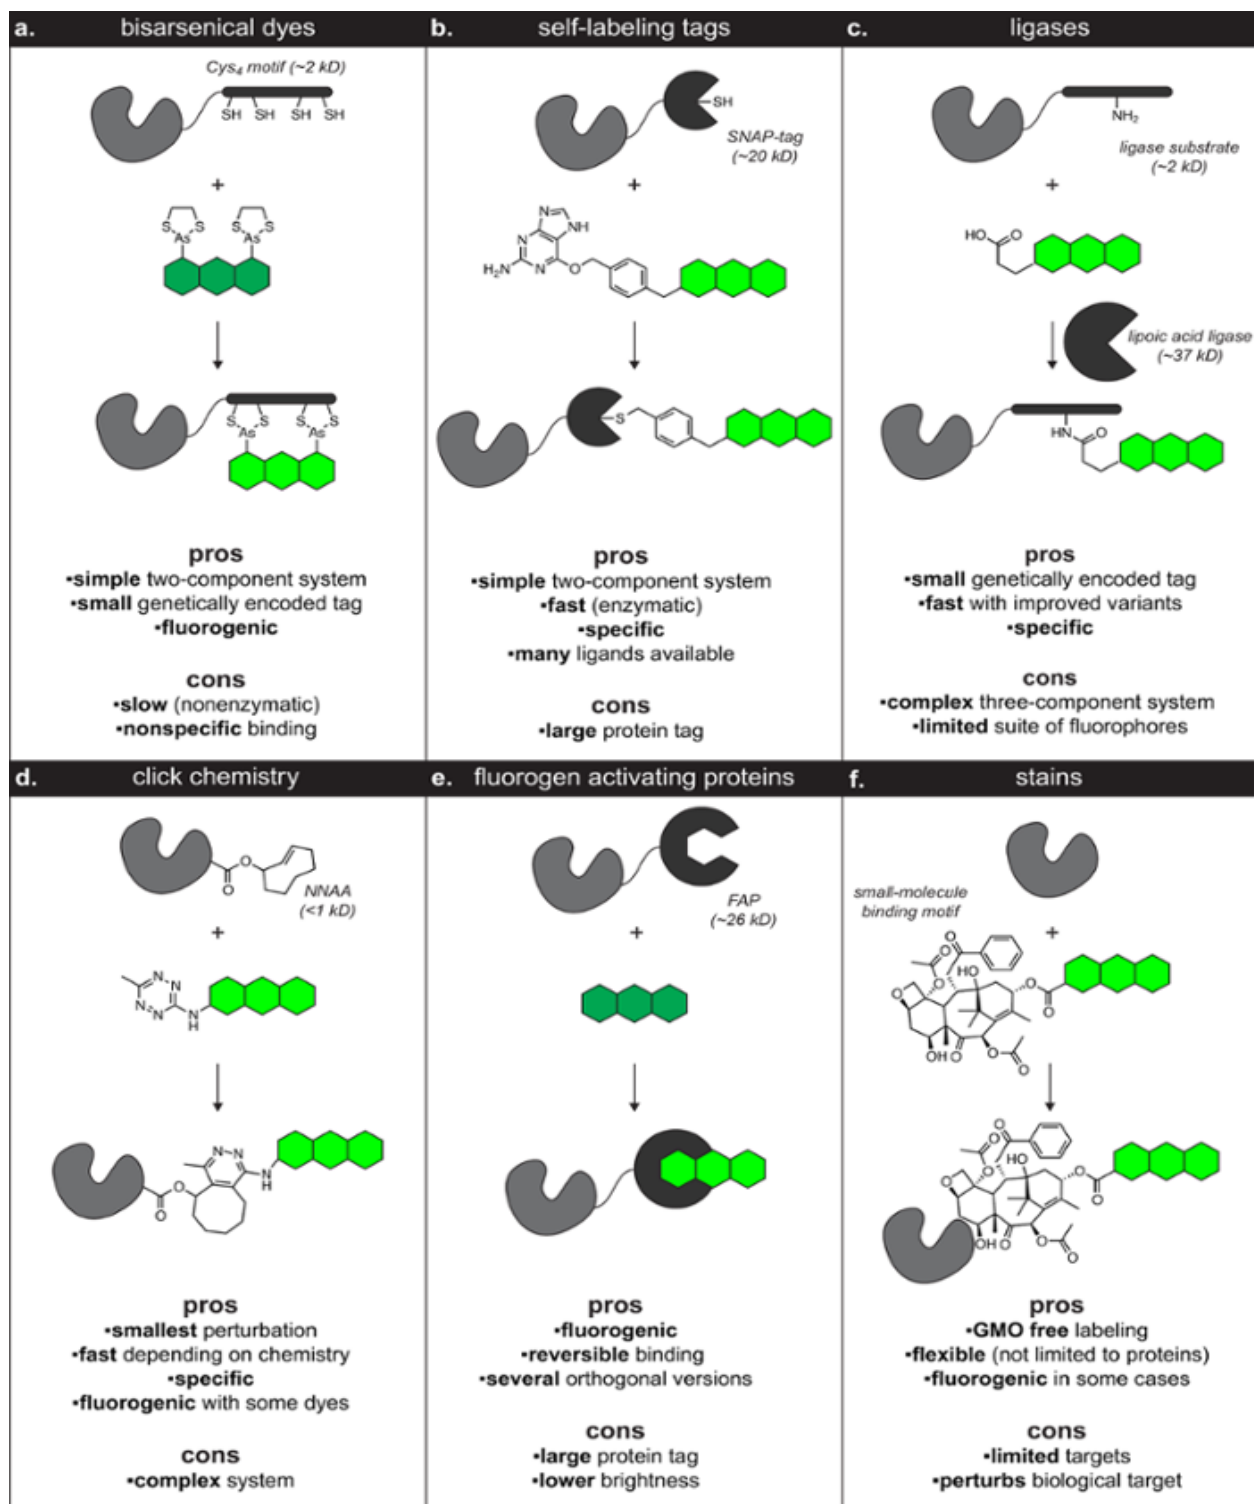 a. bisarsenical dyes
Cys₄ motif (~2 kD)
SH SH SH SH
+
S S S S
As As
S S S S
As As
pros
•simple two-component system
•small genetically encoded tag
•fluorogenic
cons
•slow (nonenzymatic)
•nonspecific binding
b. self-labeling tags
SH
SNAP-tag
(~20 kD)
+
N
NH
N
N
H₂N
N
O
S
pros
•simple two-component system
•fast (enzymatic)
•specific
•many ligands available
cons
•large protein tag
c. ligases
NH₂
ligase substrate
(~2 kD)
+
HO
O
lipoic acid ligase
(~37 kD)
HN
O
pros
•small genetically encoded tag
•fast with improved variants
•specific
cons
•complex three-component system
•limited suite of fluorophores
d. click chemistry
O
O
NNAA
(<1 kD)
+
N N
N N
N
H
N N
O
O
N
H
pros
•smallest perturbation
•fast depending on chemistry
•specific
•fluorogenic with some dyes
cons
•complex system
e. fluorogen activating proteins
FAP
(~26 kD)
+
pros
•fluorogenic
•reversible binding
•several orthogonal versions
cons
•large protein tag
•lower brightness
f. stains
small-molecule
binding motif
+
O
O
O
HO
O
O
O
OH
O
O
O
O
O
O
HO
O
O
O
OH
O
O
O
pros
•GMO free labeling
•flexible (not limited to proteins)
•fluorogenic in some cases
cons
•limited targets
•perturbs biological target